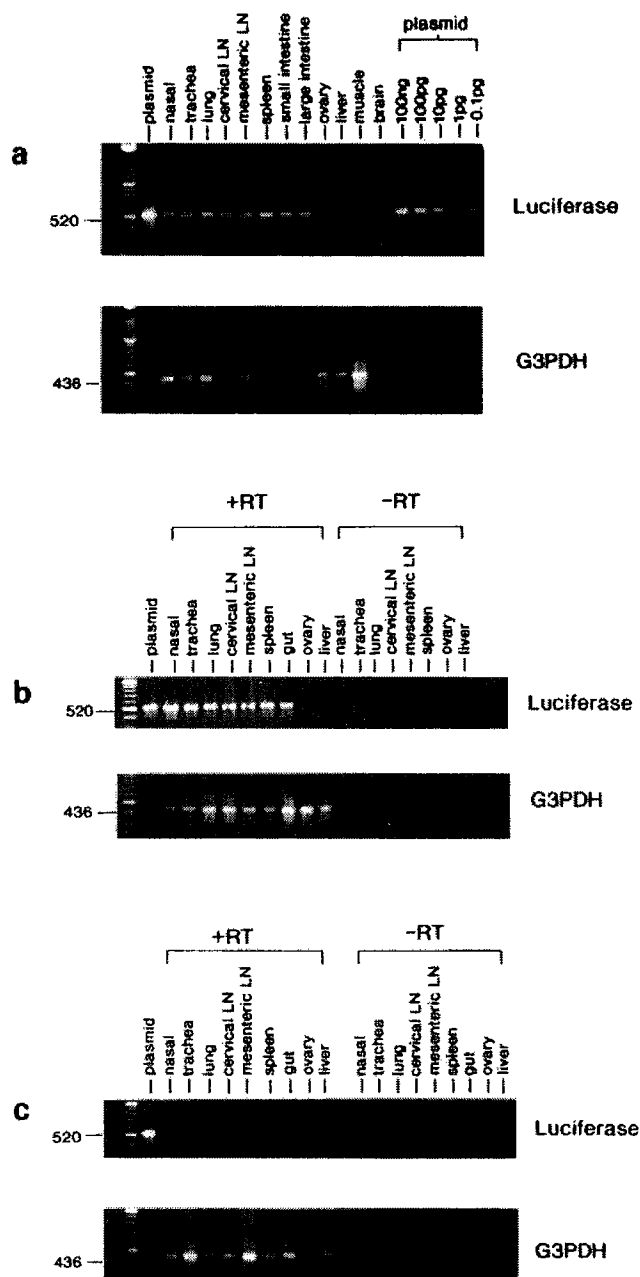 plasmid
plasmid
nasal
trachea
lung
cervical LN
mesenteric LN
spleen
small intestine
large intestine
ovary
liver
muscle
brain
100ng
100pg
10pg
1pg
0.1pg
a
520
Luciferase
436
G3PDH
+RT
-RT
plasmid
nasal
trachea
lung
cervical LN
mesenteric LN
spleen
gut
ovary
liver
nasal
trachea
lung
cervical LN
mesenteric LN
spleen
ovary
liver
b
520
Luciferase
436
G3PDH
+RT
-RT
plasmid
nasal
trachea
lung
cervical LN
mesenteric LN
spleen
gut
ovary
liver
nasal
trachea
lung
cervical LN
mesenteric LN
spleen
gut
ovary
liver
c
520
Luciferase
436
G3PDH